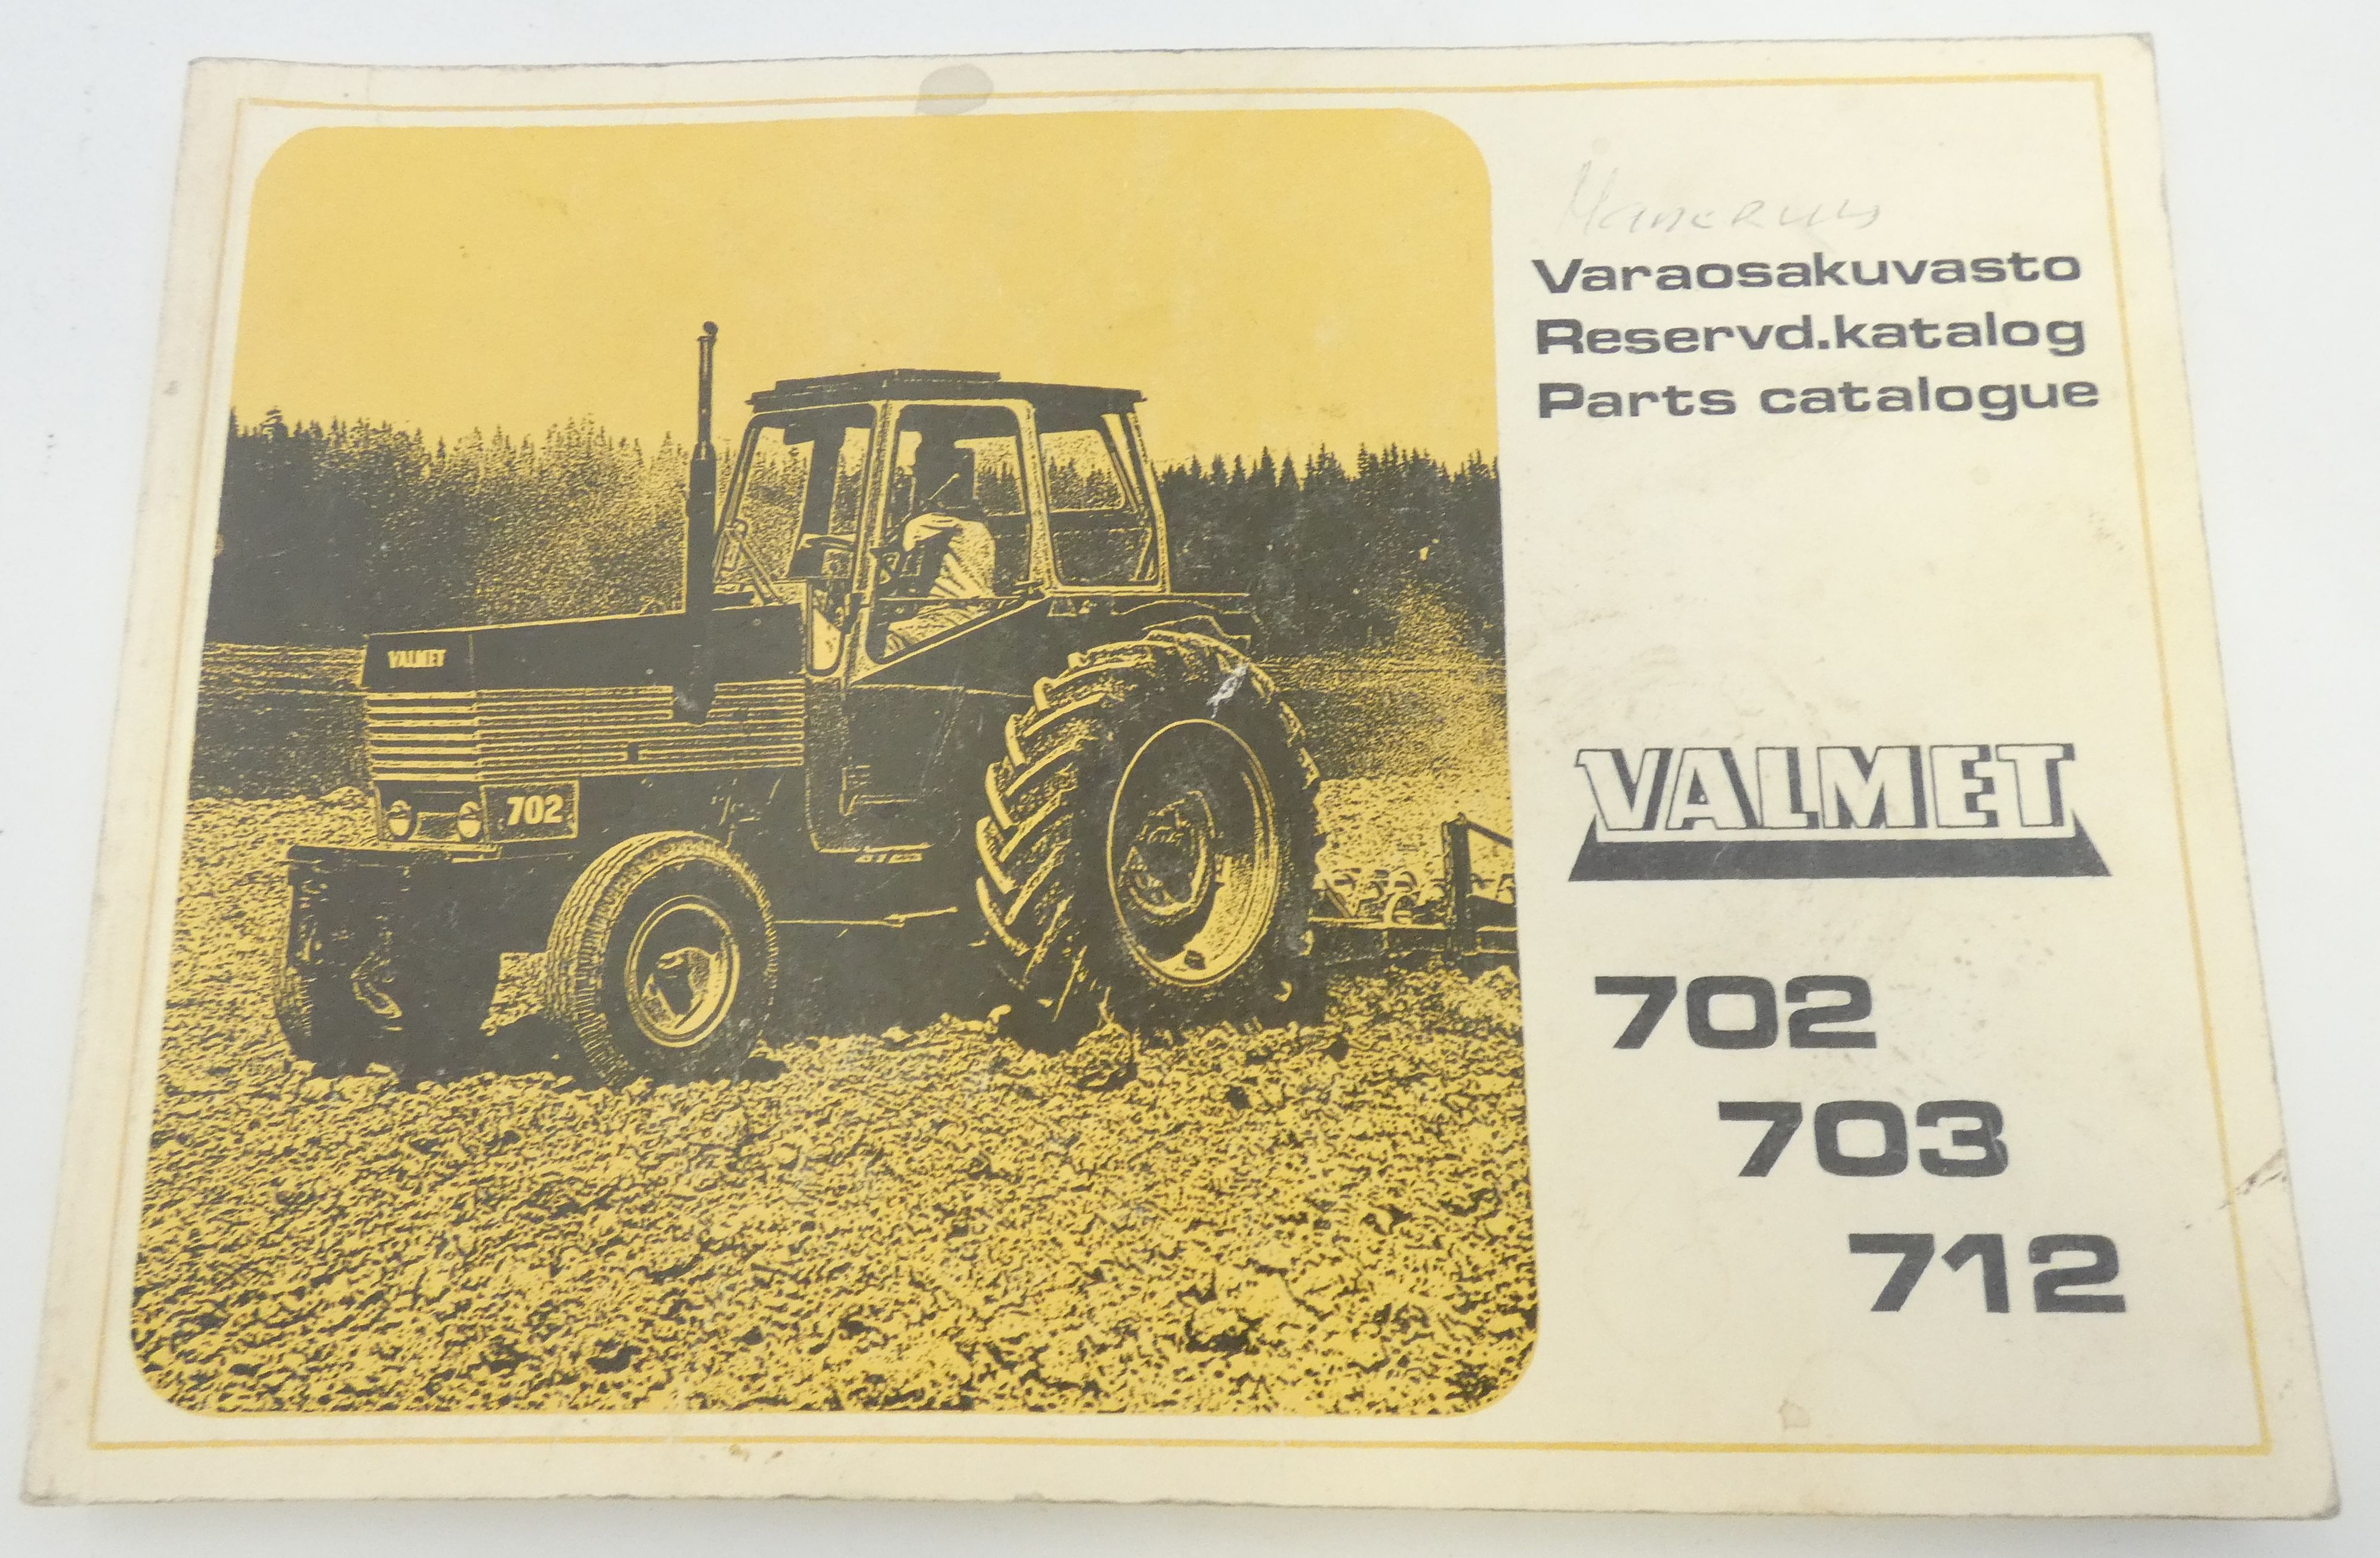 Varaosakuvasto
Reservd.katalog
Parts catalogue
VALMET
702
VALMET
702
703
712